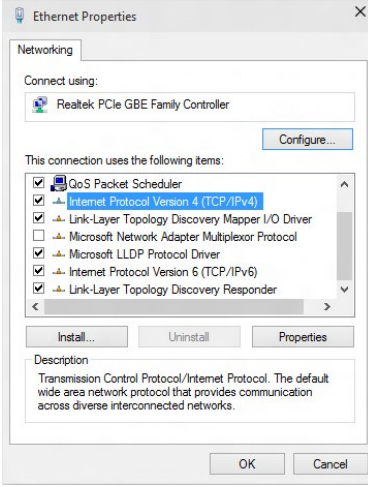 Ethernet Properties
Networking
Connect using:
Realtek PCIe GBE Family Controller
Configure...
This connection uses the following items:
QoS Packet Scheduler
Internet Protocol Version 4 (TCP/IPv4)
Link-Layer Topology Discovery Mapper I/O Driver
Microsoft Network Adapter Multiplexor Protocol
Microsoft LLDP Protocol Driver
Internet Protocol Version 6 (TCP/IPv6)
Link-Layer Topology Discovery Responder
Install... Uninstall Properties
Description
Transmission Control Protocol/Internet Protocol. The default
wide area network protocol that provides communication
across diverse interconnected networks.
OK Cancel